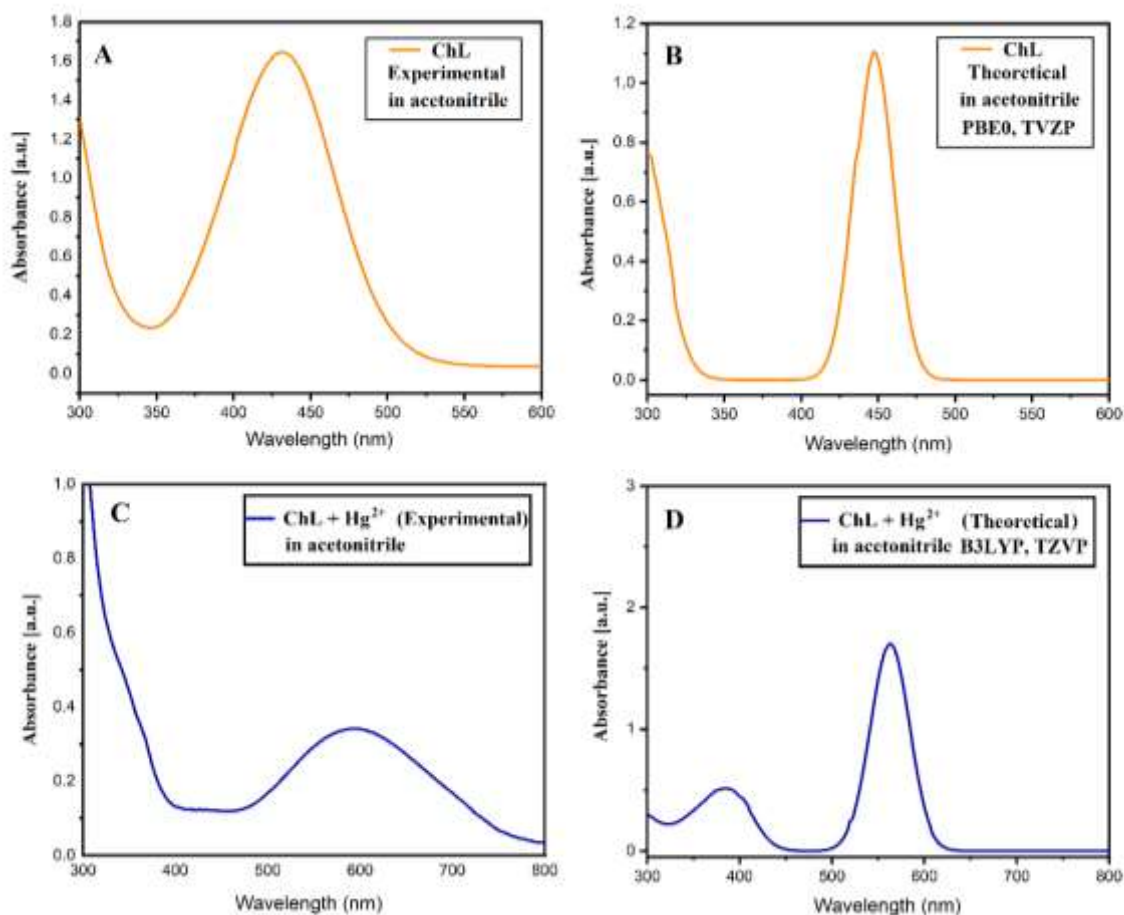 A
ChL
Experimental
in acetonitrile
Absorbance [a.u.]
1.8
1.6
1.4
1.2
1.0
0.8
0.6
0.4
0.2
0.0
300 350 400 450 500 550 600
Wavelength (nm)
B
ChL
Theoretical
in acetonitrile
PBE0, TVZP
Absorbance [a.u.]
1.2
1.0
0.8
0.6
0.4
0.2
0.0
300 350 400 450 500 550 600
Wavelength (nm)
C
ChL + Hg²⁺ (Experimental)
in acetonitrile
Absorbance [a.u.]
1.0
0.8
0.6
0.4
0.2
0.0
300 400 500 600 700 800
Wavelength (nm)
D
ChL + Hg²⁺ (Theoretical)
in acetonitrile B3LYP, TZVP
Absorbance [a.u.]
3
2
1
0
300 400 500 600 700 800
Wavelength (nm)